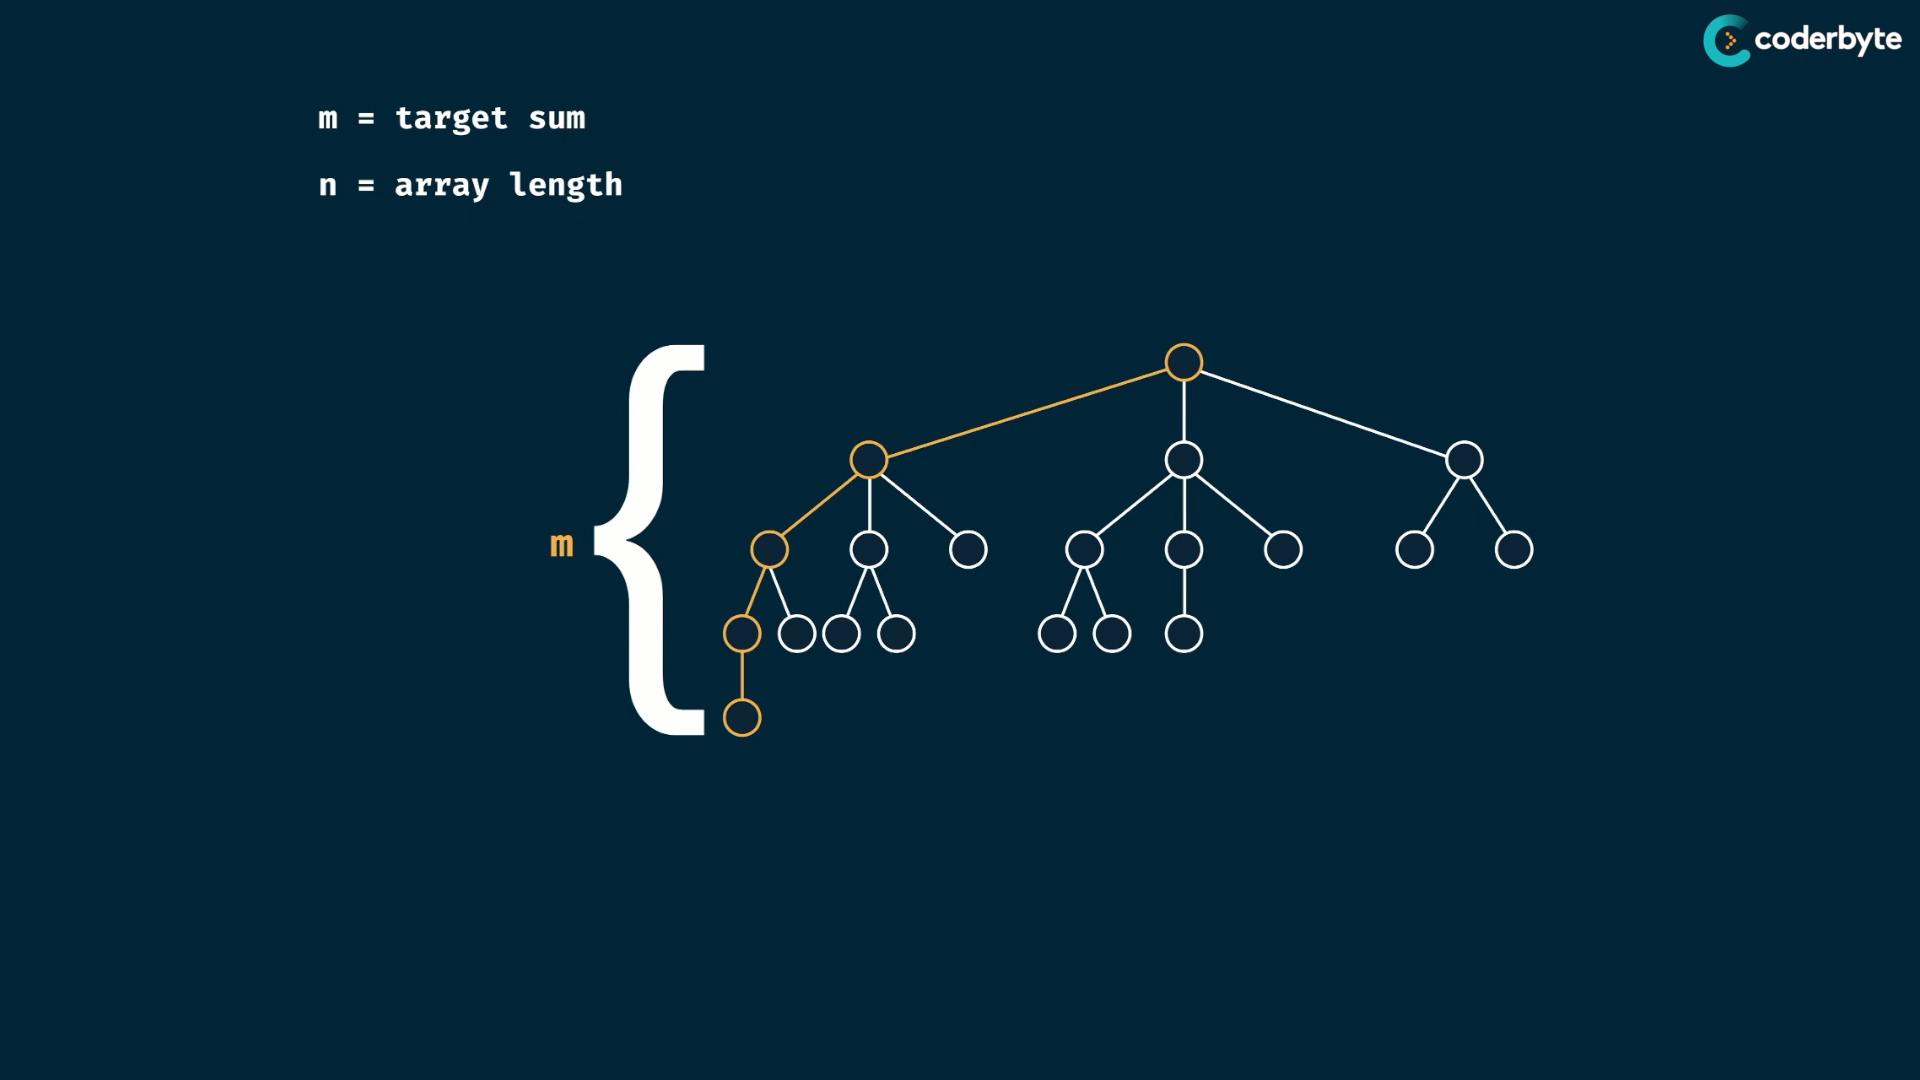 coderbyte
m = target sum
n = array length
m